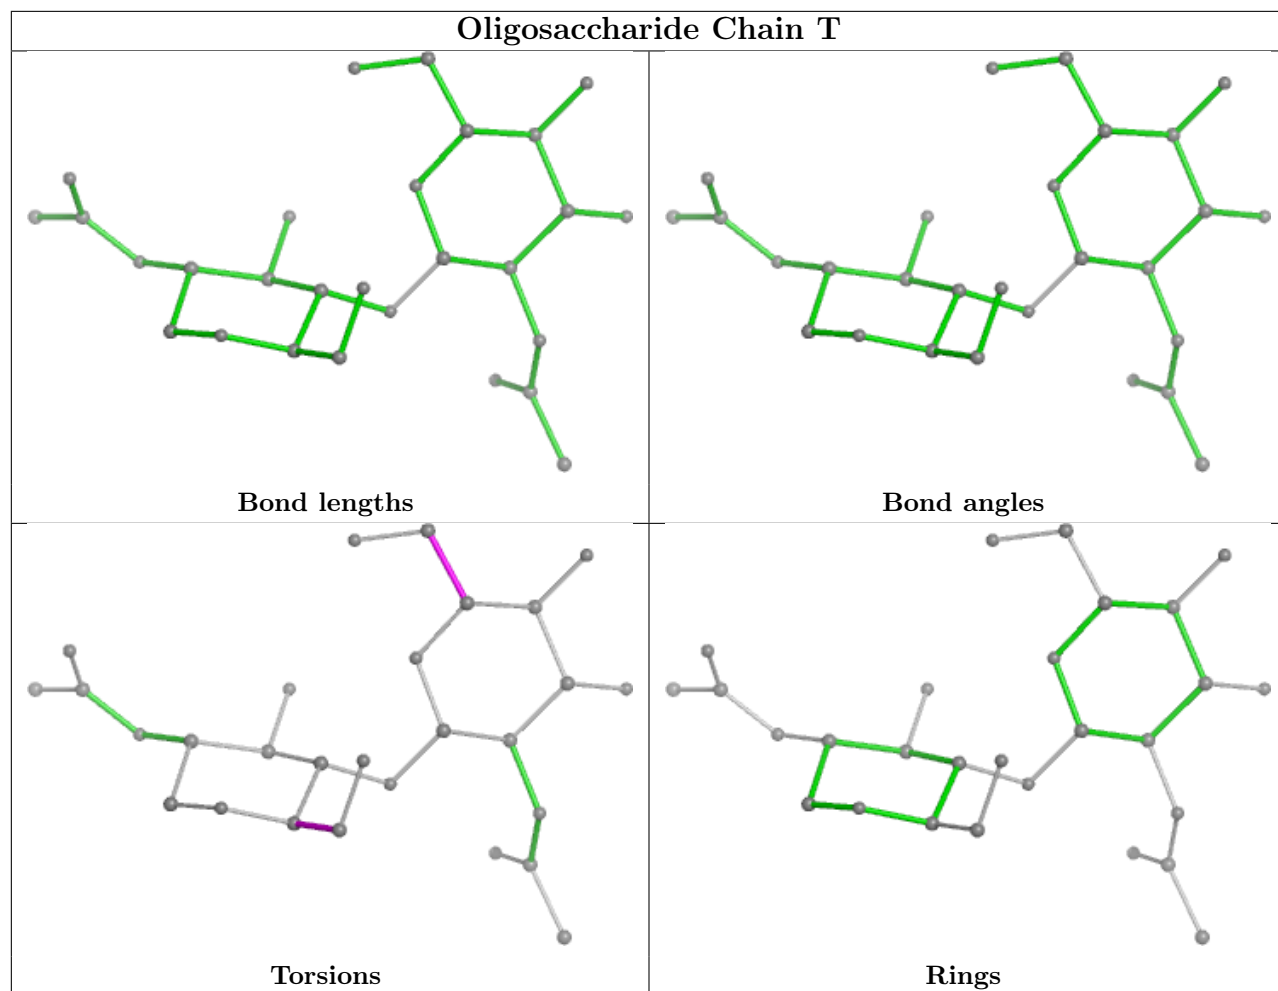 Oligosaccharide Chain T
Bond lengths
Bond angles
Torsions
Rings